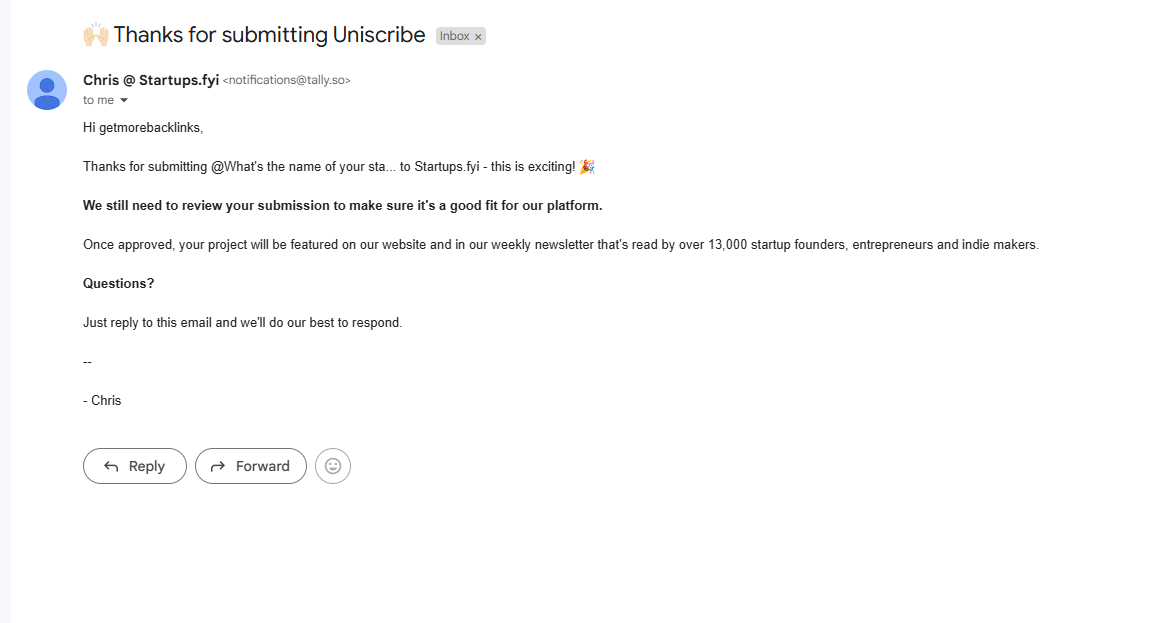 🙌🏻 Thanks for submitting Uniscribe Inbox ×
Chris @ Startups.fyi <notifications@tally.so>
to me
Hi getmorebacklinks,
Thanks for submitting @What's the name of your sta... to Startups.fyi - this is exciting! 🎉
We still need to review your submission to make sure it's a good fit for our platform.
Once approved, your project will be featured on our website and in our weekly newsletter that's read by over 13,000 startup founders, entrepreneurs and indie makers.
Questions?
Just reply to this email and we'll do our best to respond.
--
- Chris
Reply Forward